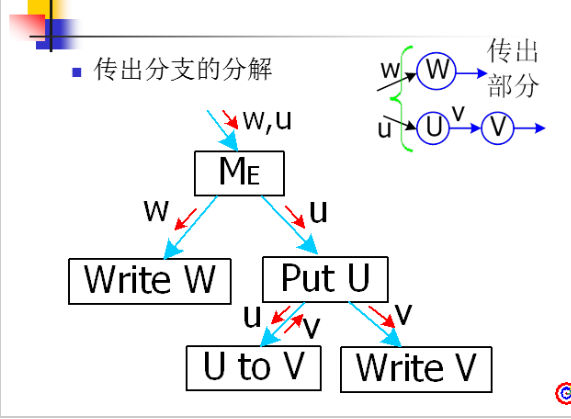 传出分支的分解
w W 传出
部分
u U v V
w,u
ME
w u
Write W Put U
u v v
U to V Write V